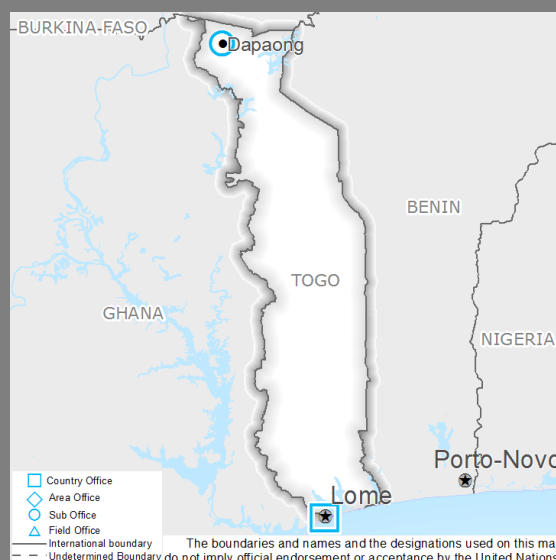 BURKINA-FASO
Dapaong
BENIN
TOGO
GHANA
NIGERIA
Porto-Novo
Lome
Country Office
Area Office
Sub Office
Field Office
International boundary
Undetermined Boundary
The boundaries and names and the designations used on this ma
do not imply official endorsement or acceptance by the United Nations